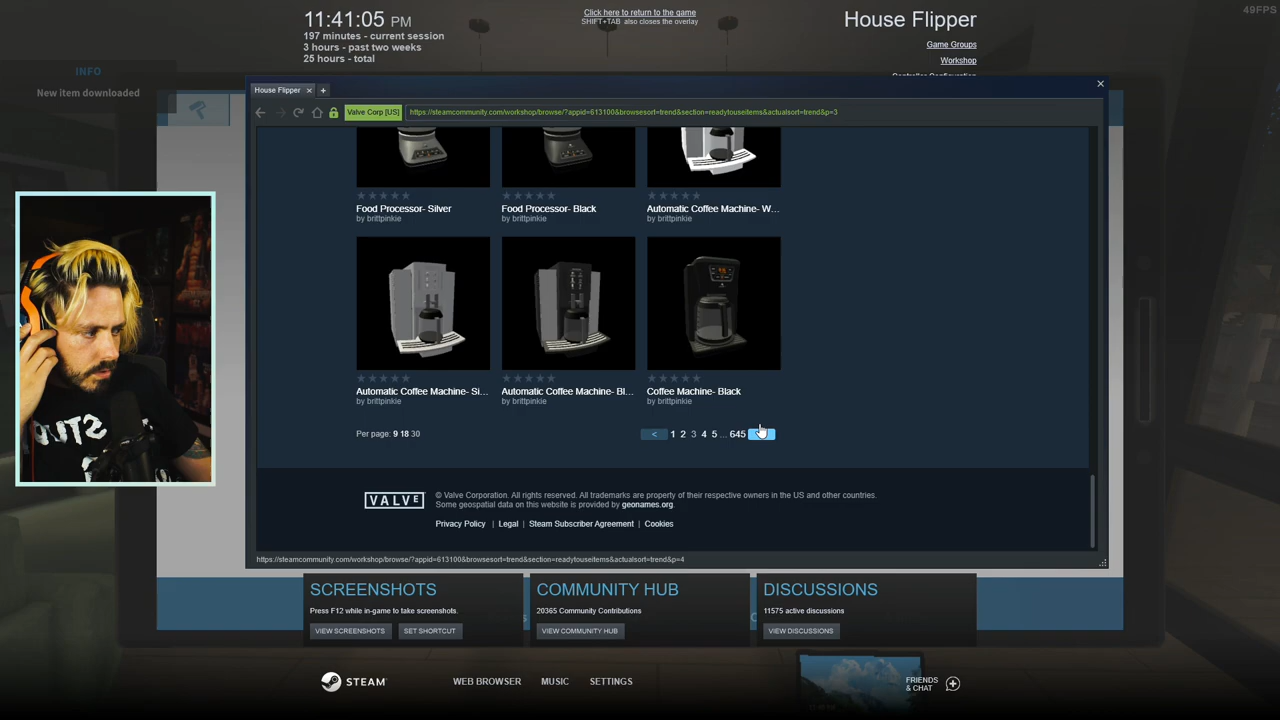 11:41:05 PM
197 minutes - current session
3 hours - past two weeks
25 hours - total
Click here to return to the game
SHIFT+TAB also closes the overlay
House Flipper
49FPS
Game Groups
Workshop
Controller Configuration
INFO
New item downloaded
House Flipper × +
Valve Corp [US] https://steamcommunity.com/workshop/browse/?appid=613100&browsesort=trend&section=readytouseitems&actualsort=trend&p=3
Food Processor- Silver
by brittpinkie
Food Processor- Black
by brittpinkie
Automatic Coffee Machine- W...
by brittpinkie
Automatic Coffee Machine- Si...
by brittpinkie
Automatic Coffee Machine- Bl...
by brittpinkie
Coffee Machine- Black
by brittpinkie
Per page: 9 18 30
< 1 2 3 4 5 ... 645
VALVE
© Valve Corporation. All rights reserved. All trademarks are property of their respective owners in the US and other countries.
Some geospatial data on this website is provided by geonames.org.
Privacy Policy | Legal | Steam Subscriber Agreement | Cookies
https://steamcommunity.com/workshop/browse/?appid=613100&browsesort=trend&section=readytouseitems&actualsort=trend&p=4
SCREENSHOTS
Press F12 while in-game to take screenshots.
VIEW SCREENSHOTS SET SHORTCUT
COMMUNITY HUB
20365 Community Contributions
VIEW COMMUNITY HUB
DISCUSSIONS
11575 active discussions
VIEW DISCUSSIONS
STEAM
WEB BROWSER MUSIC SETTINGS
FRIENDS
& CHAT